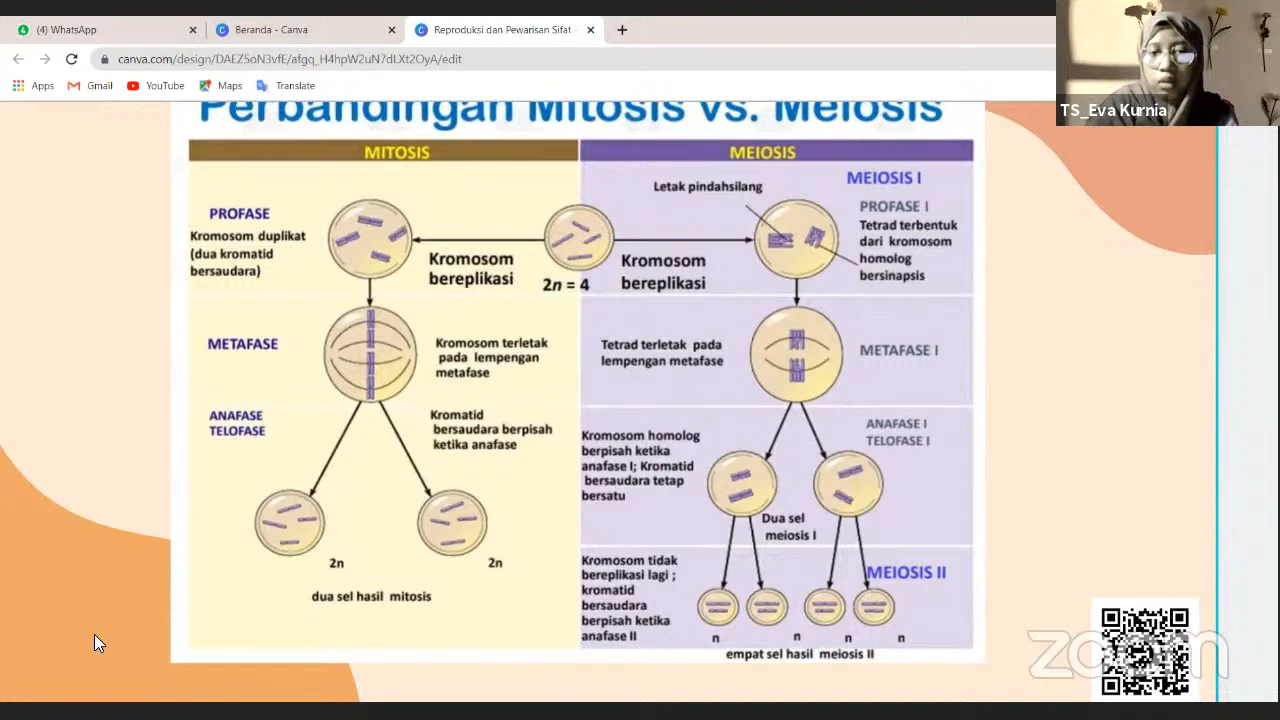 (4) WhatsApp
Beranda - Canva
Reproduksi dan Pewarisan Sifat -
canva.com/design/DAEZ5oN3vfE/afgq_H4hpW2uN7dLXt2OyA/edit
Apps
Gmail
YouTube
Maps
Translate
TS_Eva Kurnia
Perbandingan Mitosis vs. Meiosis
MITOSIS
MEIOSIS
PROFASE
Kromosom duplikat
(dua kromatid
bersaudara)
Kromosom
bereplikasi
2n = 4
Kromosom
bereplikasi
Letak pindahsilang
MEIOSIS I
PROFASE I
Tetrad terbentuk
dari kromosom
homolog
bersinapsis
METAFASE
Kromosom terletak
pada lempengan
metafase
Tetrad terletak pada
lempengan metafase
METAFASE I
ANAFASE
TELOFASE
Kromatid
bersaudara berpisah
ketika anafase
Kromosom homolog
berpisah ketika
anafase I; Kromatid
bersaudara tetap
bersatu
ANAFASE I
TELOFASE I
Dua sel
meiosis I
2n
2n
dua sel hasil mitosis
Kromosom tidak
bereplikasi lagi ;
kromatid
bersaudara
berpisah ketika
anafase II
MEIOSIS II
n
n
n
n
empat sel hasil meiosis II
zoom